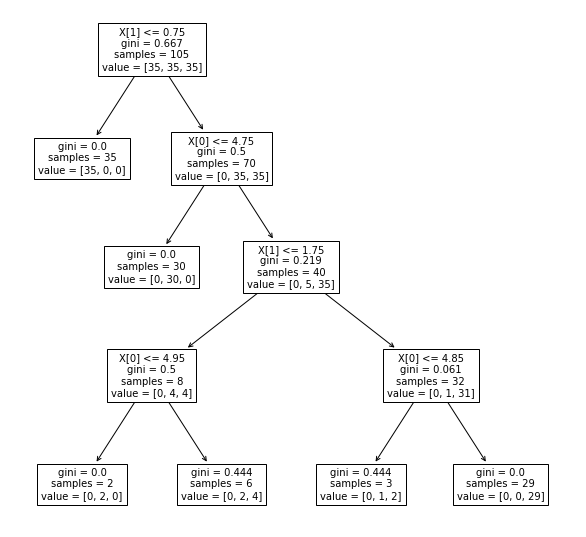 X[1] <= 0.75
gini = 0.667
samples = 105
value = [35, 35, 35]
gini = 0.0
samples = 35
value = [35, 0, 0]
X[0] <= 4.75
gini = 0.5
samples = 70
value = [0, 35, 35]
gini = 0.0
samples = 30
value = [0, 30, 0]
X[1] <= 1.75
gini = 0.219
samples = 40
value = [0, 5, 35]
X[0] <= 4.95
gini = 0.5
samples = 8
value = [0, 4, 4]
X[0] <= 4.85
gini = 0.061
samples = 32
value = [0, 1, 31]
gini = 0.0
samples = 2
value = [0, 2, 0]
gini = 0.444
samples = 6
value = [0, 2, 4]
gini = 0.444
samples = 3
value = [0, 1, 2]
gini = 0.0
samples = 29
value = [0, 0, 29]